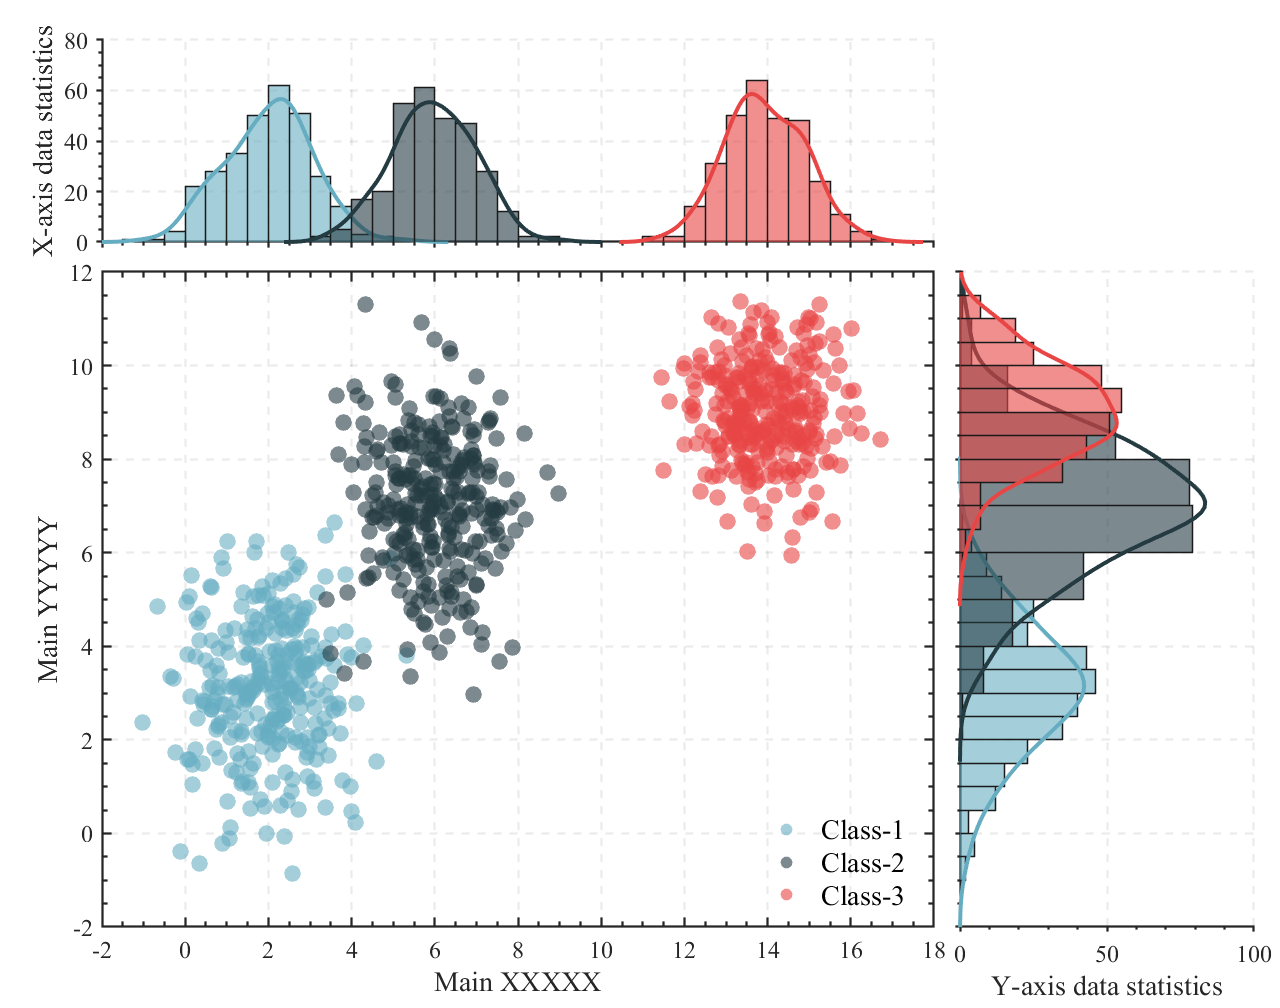 X-axis data statistics
80
60
40
20
0
Main YYYYY
12
10
8
6
4
2
0
-2
Class-1
Class-2
Class-3
-2 0 2 4 6 8 10 12 14 16 18
Main XXXXX
0 50 100
Y-axis data statistics